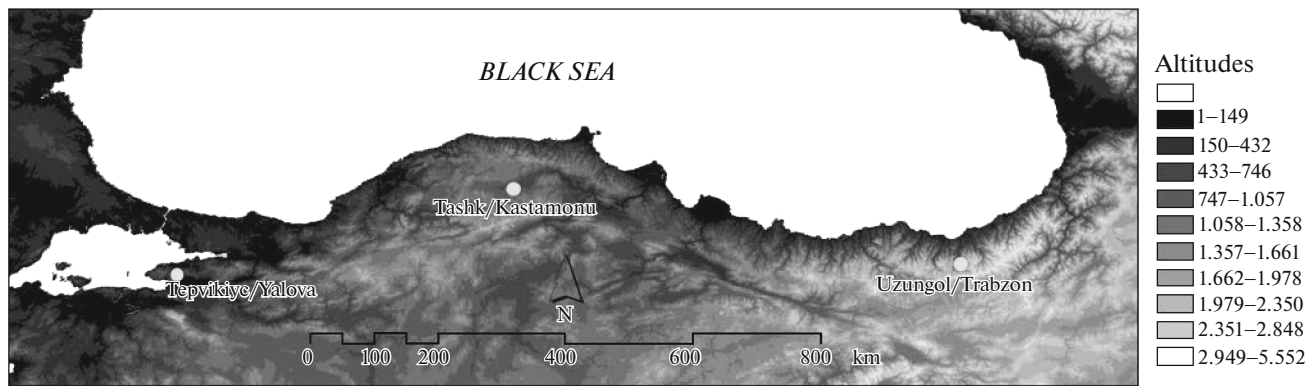 BLACK SEA
Tashk/Kastamonu
Tepvikiyc/Yalova
Uzungol/Trabzon
N
0 100 200 400 600 800 km
Altitudes
1–149
150–432
433–746
747–1.057
1.058–1.358
1.357–1.661
1.662–1.978
1.979–2.350
2.351–2.848
2.949–5.552